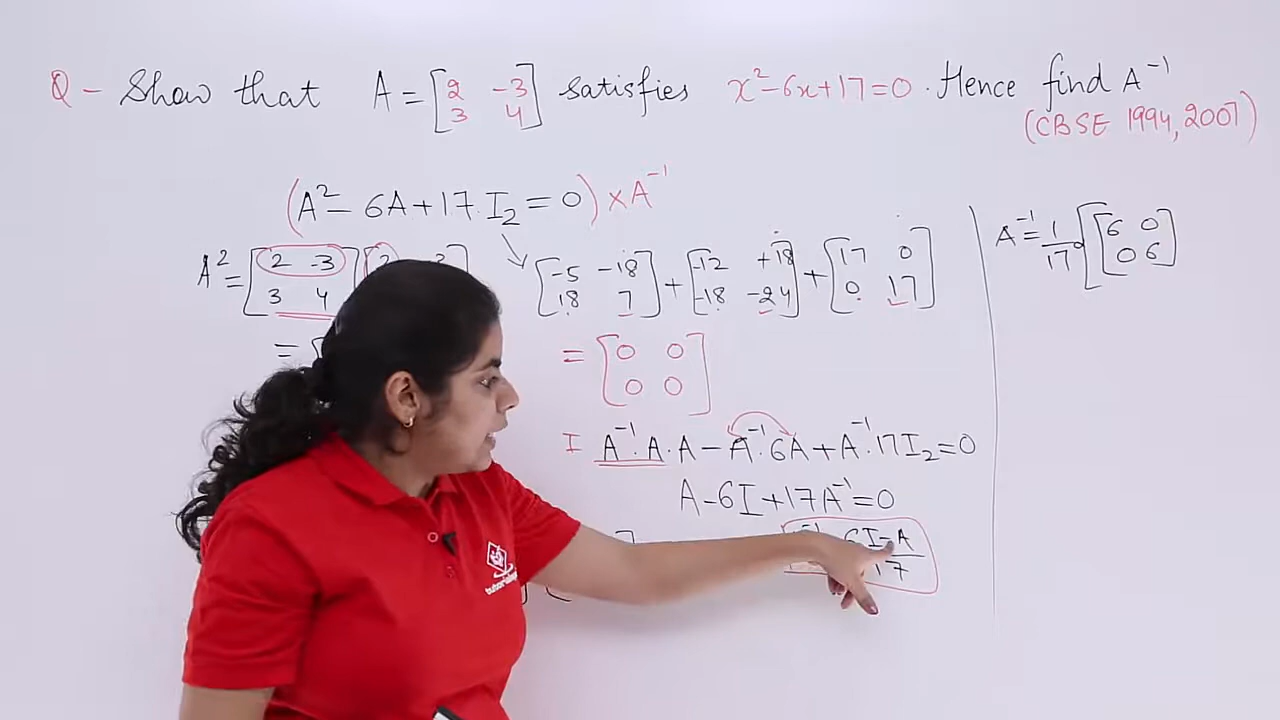 Q - Show that A = [2 -3 3 4] satisfies x² - 6x + 17 = 0 . Hence find A⁻¹
(CBSE 1994, 2007)
(A² - 6A + 17 . I₂ = 0) × A⁻¹
A² = [2 -3 3 4]
[-5 -18 18 7] + [-12 +18 -18 -24] + [17 0 0 17]
= [0 0 0 0]
I A⁻¹ . A . A - A⁻¹ . 6A + A⁻¹ . 17 I₂ = 0
A - 6I + 17A⁻¹ = 0
6I - A
17
A⁻¹ = 1/17 [[6 0 0 6]